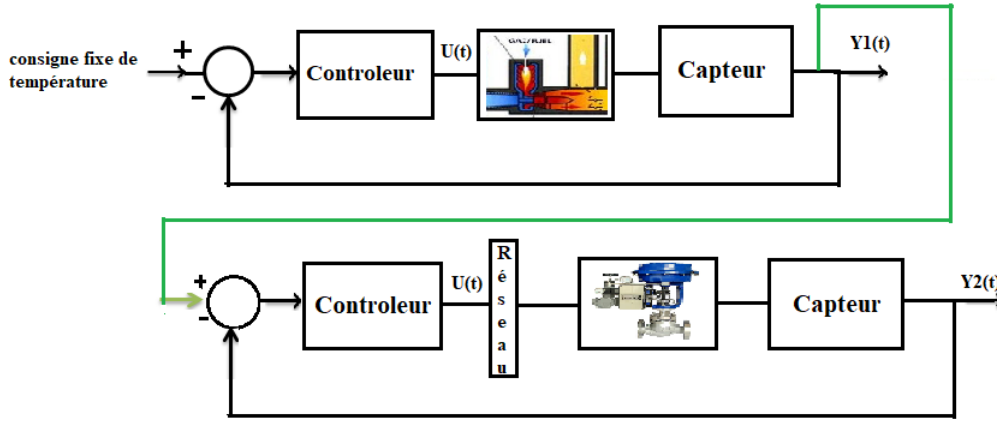 consigne fixe de
température
+
-
Controleur
U(t)
Capteur
Y1(t)
+
-
Controleur
U(t)
R
é
s
s
e
a
u
Capteur
Y2(t)